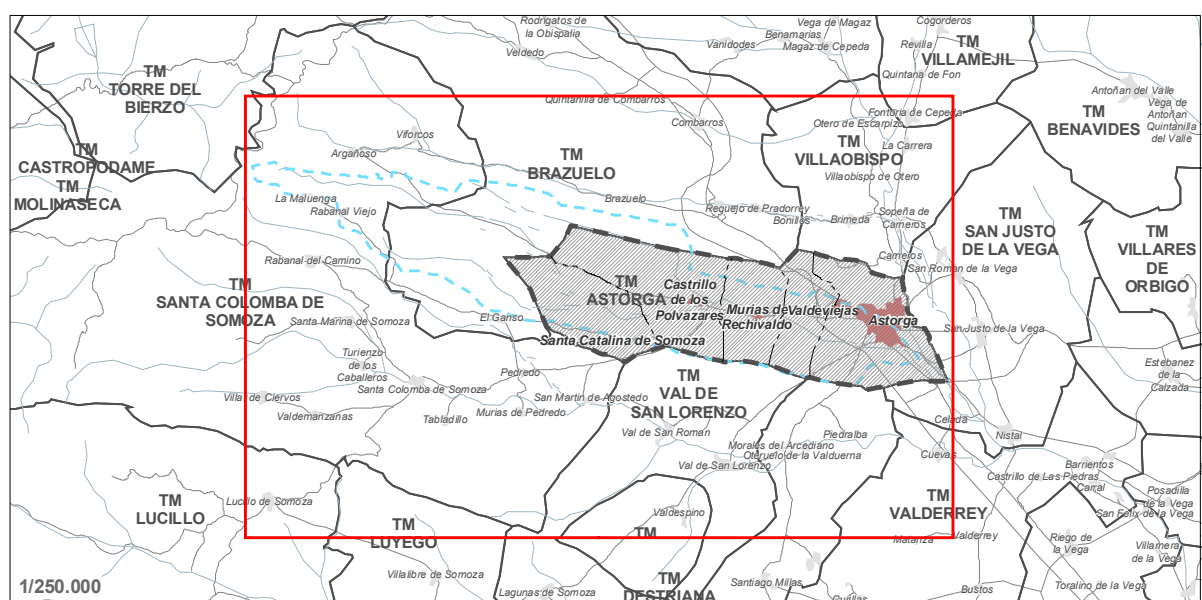 Rodrigatos de
la Obispalia
Veldedo
Vanidodes
Vega de Magaz
Benamarias
Magaz de Cepeda
Cogorderos
Revilla
TM
VILLAMEJIL
Quintana de Fon
TM
TORRE DEL
BIERZO
Antoñan del Valle
Vega de
Antoñan
Quintanilla
del Valle
TM
BENAVIDES
Quintanilla de Combarros
Combarros
Fontoria de Cepeda
Otero de Escarpizo
La Carrera
Viforcos
Argañoso
TM
CASTROPODAME
TM
MOLINASECA
TM
BRAZUELO
TM
VILLAOBISPO
Villaobispo de Otero
La Maluenga
Rabanal Viejo
Brazuelo
Requejo de Pradorrey
Bonillos
Brimeda
Sopeña de
Carneros
Carneros
San Roman de la Vega
TM
SAN JUSTO
DE LA VEGA
TM
VILLARES
DE
ORBIGO
Rabanal del Camino
TM
SANTA COLOMBA DE
SOMOZA
Santa Marina de Somoza
El Ganso
TM
ASTORGA
Castrillo
de los
Polvazares
Murias de
Rechivaldo
Valdeviejas
Astorga
Santa Catalina de Somoza
San Justo de la Vega
Turienzo
de los
Caballeros
Santa Colomba de Somoza
Pedredo
San Martin de Agostedo
TM
VAL DE
SAN LORENZO
Estebanez
de la
Calzada
Villar de Ciervos
Valdemanzanas
Tabladillo
Murias de Pedredo
Val de San Roman
Morales del Arcediano
Oteruelo de la Valduerna
Piedralba
Celada
Nistal
Cuevas
Val de San Lorenzo
Barrientos
Castrillo de Las Piedras
Carral
Posadilla
de la Vega
San Felix de la Vega
TM
LUCILLO
Lucillo de Somoza
TM
LUYEGO
Valdespino
TM
TM
VALDERREY
Matanza
Valderrey
Riego de
la Vega
Villamera
de la Vega
Villalibre de Somoza
Lagunas de Somoza
TM
DESTRIANA
Santiago Millas
Bustos
Toralino de la Vega
1/250.000